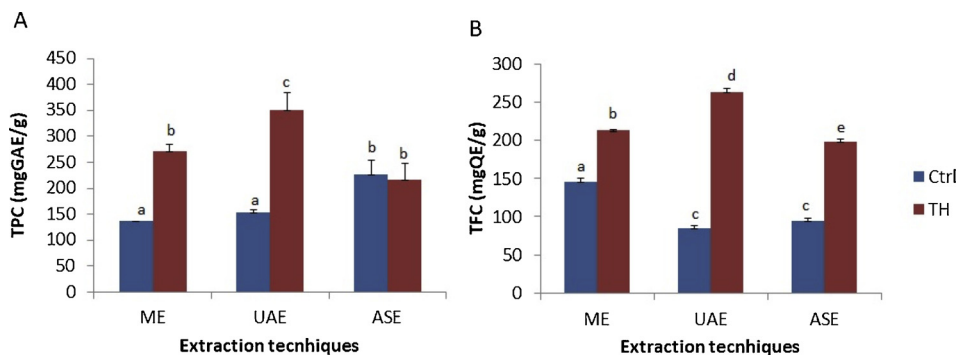 A
TPC (mgGAE/g)
450
400
350
300
250
200
150
100
50
0
a
b
a
c
b
b
ME
UAE
ASE
Extraction tecnhiques
B
TFC (mgQE/g)
300
250
200
150
100
50
0
a
b
c
d
c
e
ME
UAE
ASE
Extraction tecnhiques
Ctrl
TH